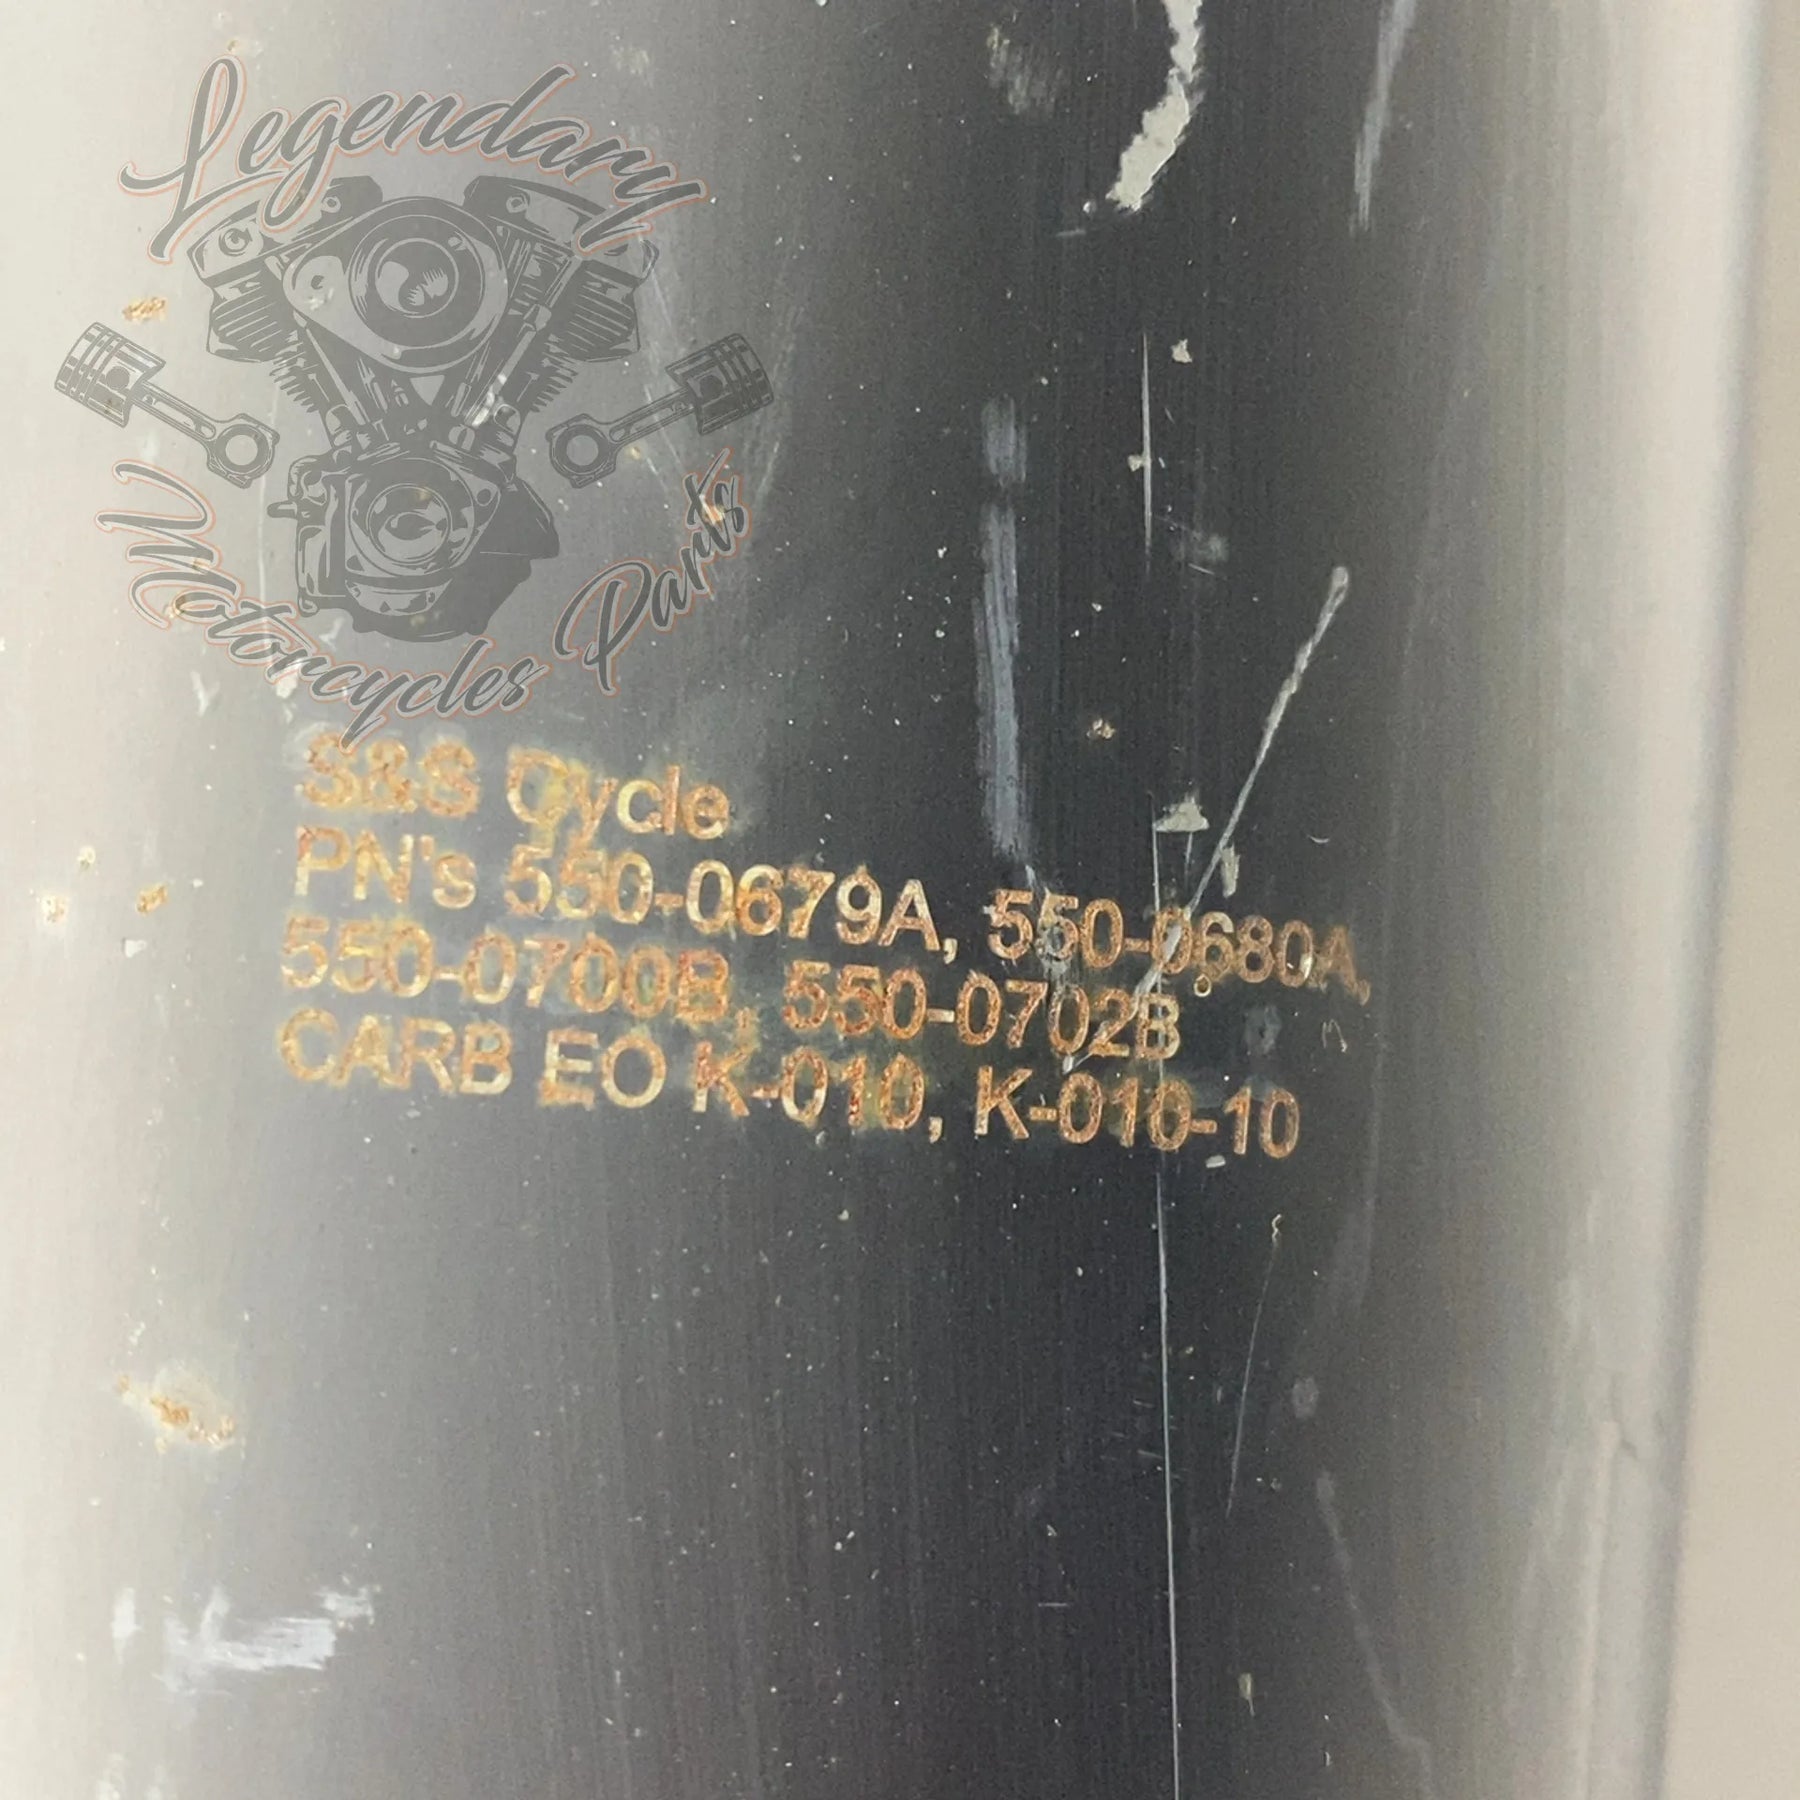 Legendary
Motorcycles Parts
S&S Cycle
PN's 550-0679A, 550-0680A,
550-0700B, 550-0702B
CARB EO K-010, K-010-10